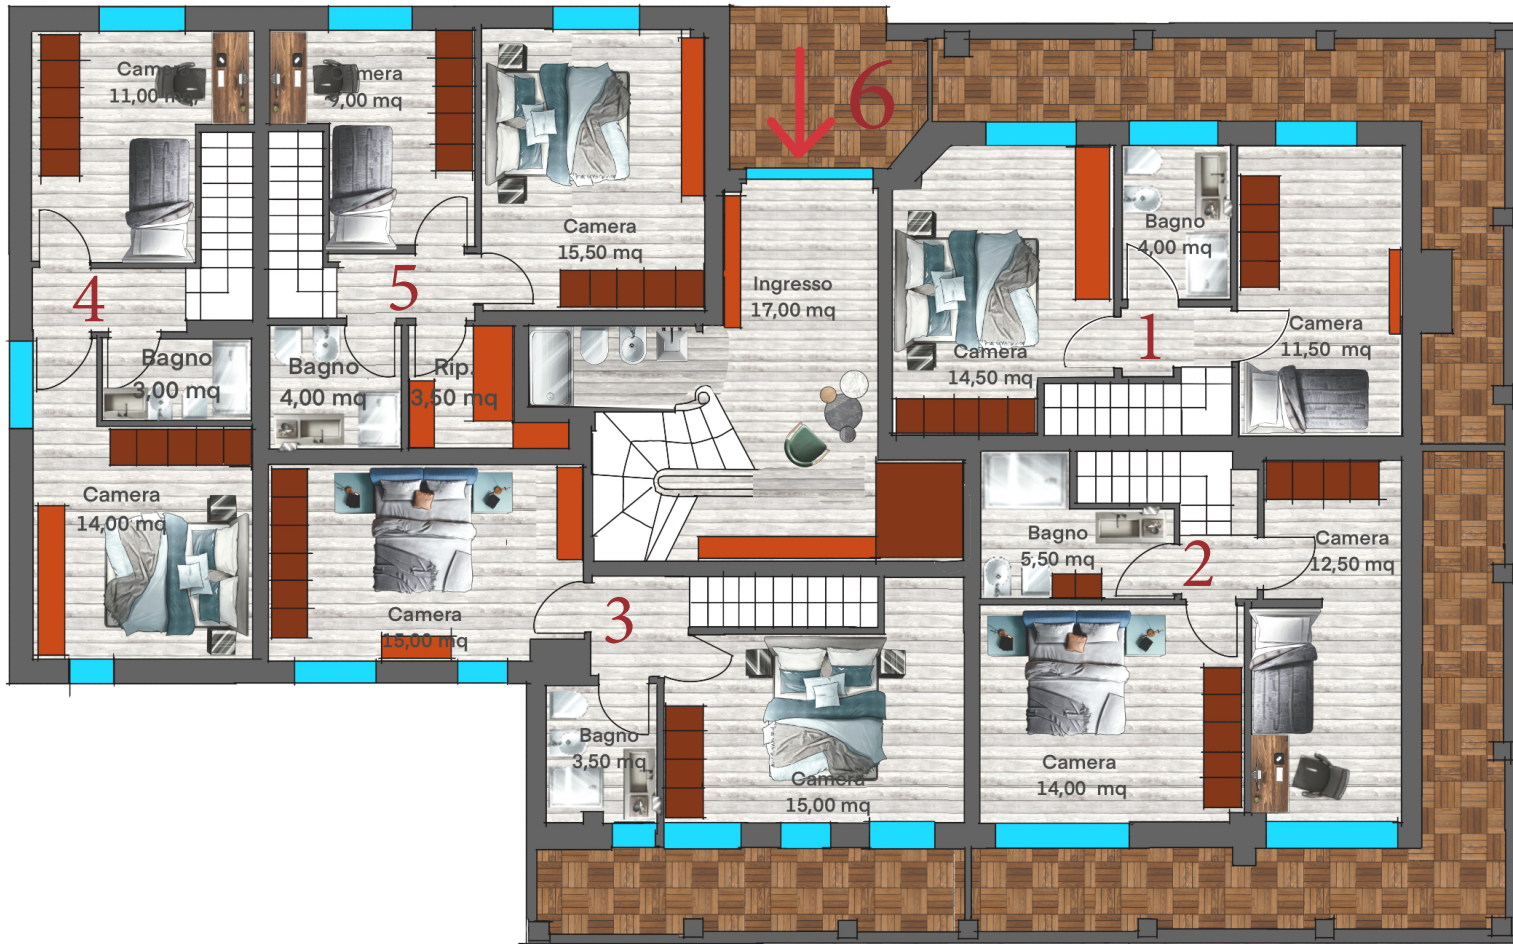 Camera
11,00
Camera
9,00 mq
Camera
15,50 mq
6
Ingresso
17,00 mq
Bagno
4,00 mq
Camera
14,50 mq
1
Camera
11,50 mq
4
5
Bagno
3,00 mq
Bagno
4,00 mq
Rip.
3,50 mq
Camera
14,00 mq
Camera
15,00 mq
3
Bagno
5,50 mq
2
Camera
12,50 mq
Bagno
3,50 mq
Camera
15,00 mq
Camera
14,00 mq